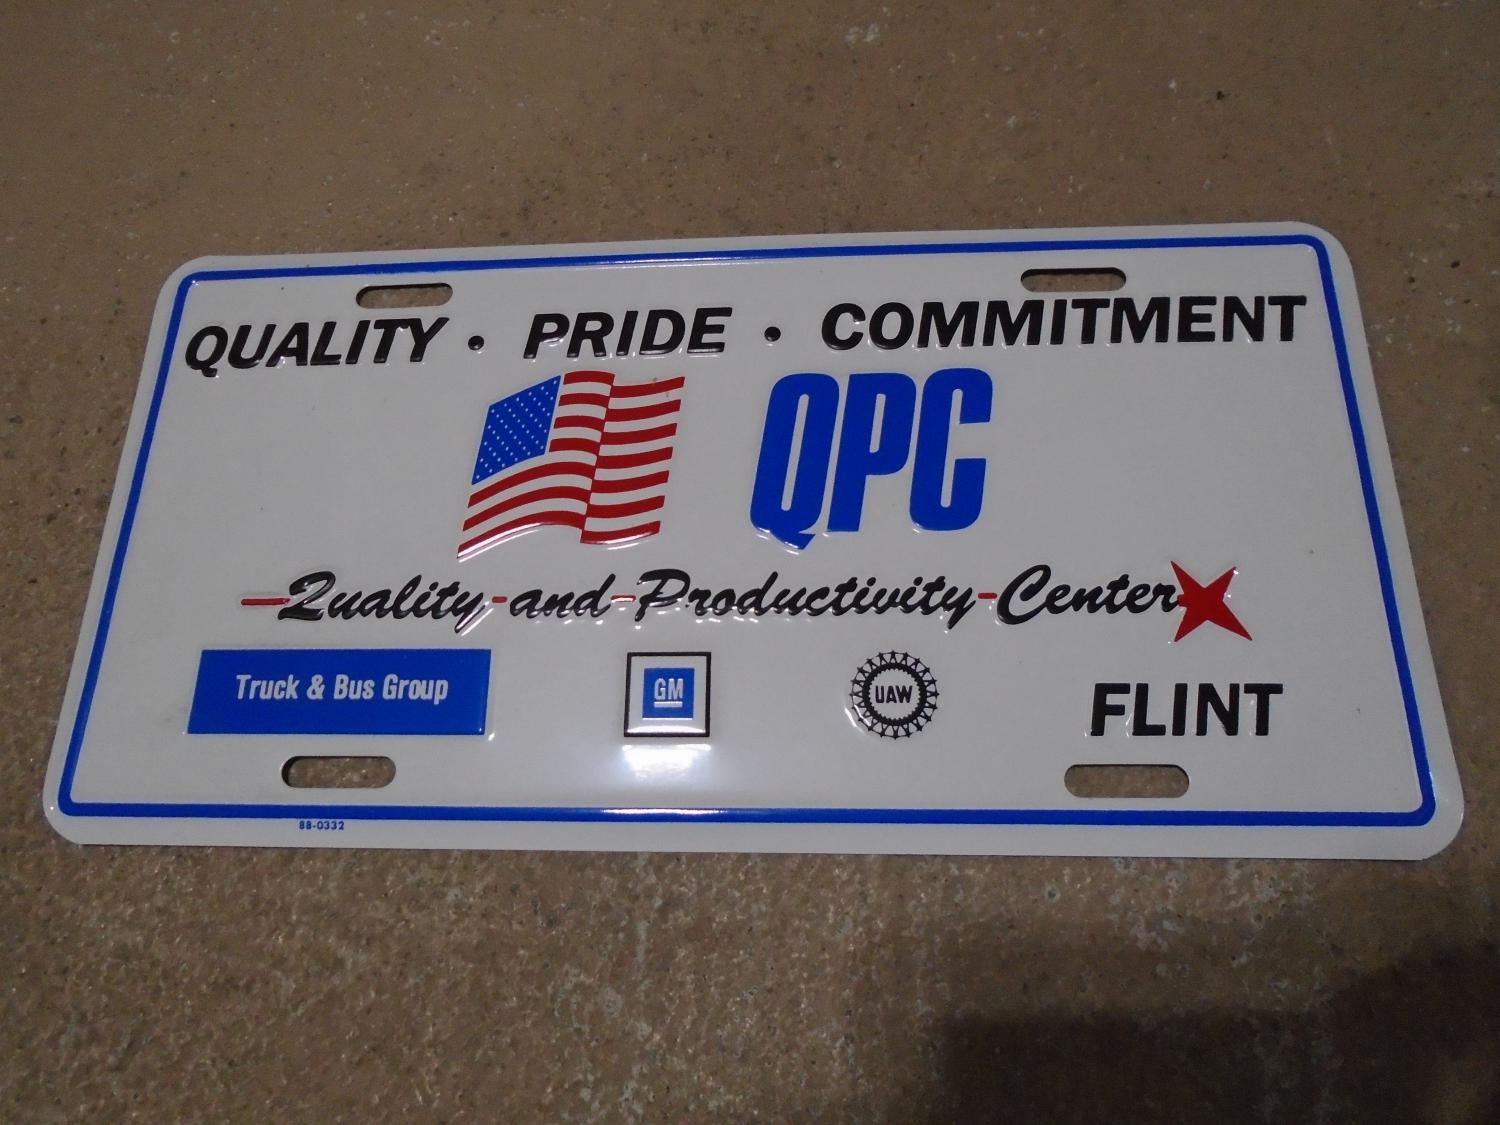 QUALITY • PRIDE • COMMITMENT
QPC
Quality-and-Productivity-Center
Truck & Bus Group GM UAW FLINT
88-0332